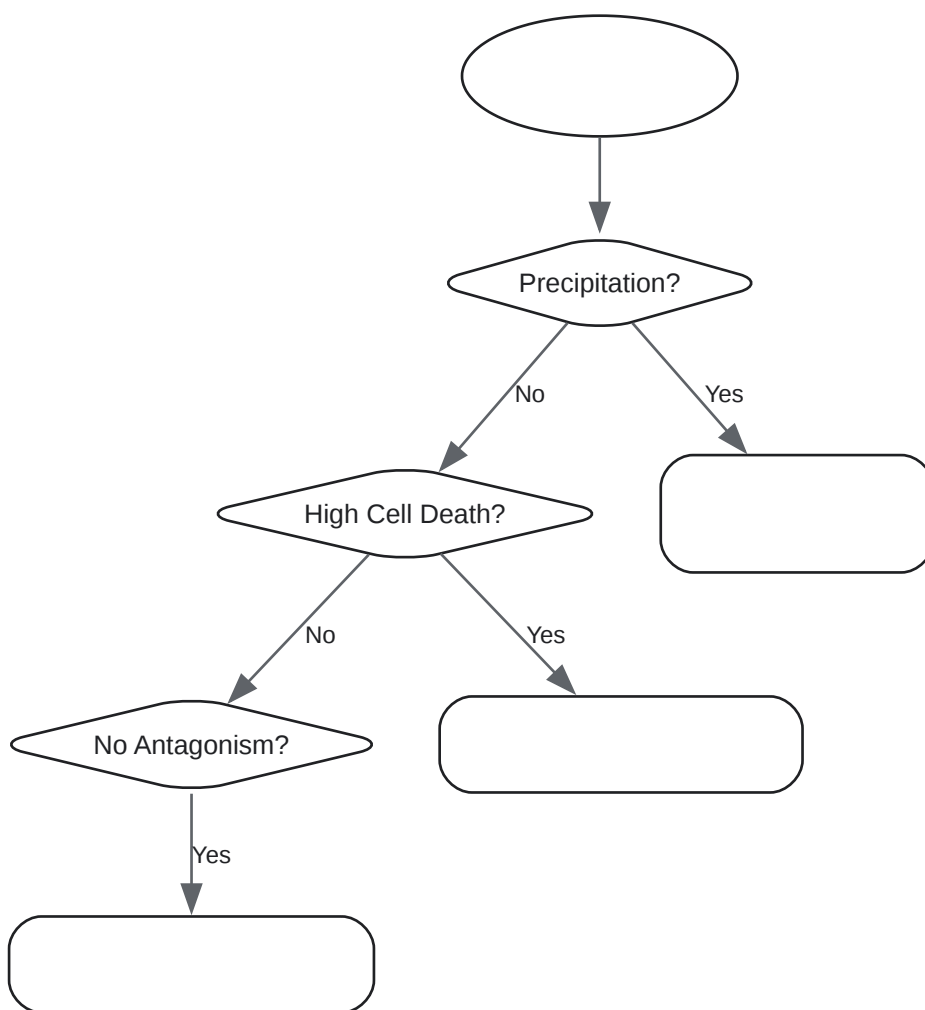 Precipitation?
No
Yes
High Cell Death?
No
Yes
No Antagonism?
Yes